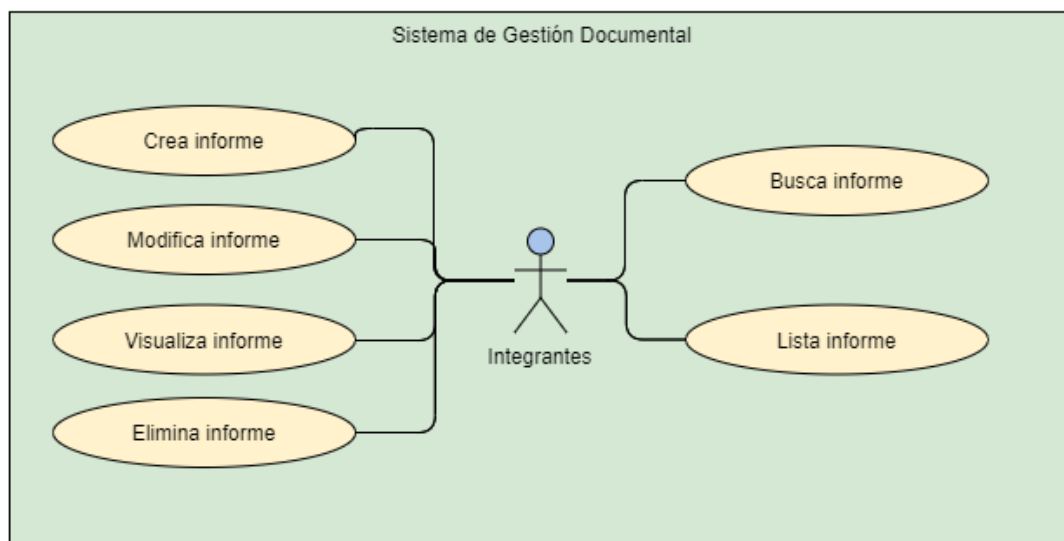 Sistema de Gestión Documental
Crea informe
Modifica informe
Visualiza informe
Elimina informe
Integrantes
Busca informe
Lista informe